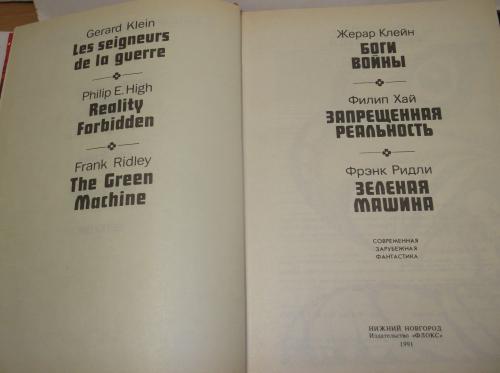 Gerard Klein
Les seigneurs
de la guerre
Philip E. High
Reality
Forbidden
Frank Ridley
The Green
Machine
Жерар Клейн
БОГИ
ВОЙНЫ
Филип Хай
ЗАПРЕЩЕННАЯ
РЕАЛЬНОСТЬ
Фрэнк Ридли
ЗЕЛЕНАЯ
МАШИНА
СОВРЕМЕННАЯ
ЗАРУБЕЖНАЯ
ФАНТАСТИКА
НИЖНИЙ НОВГОРОД
Издательство «ФЛОКС»
1991